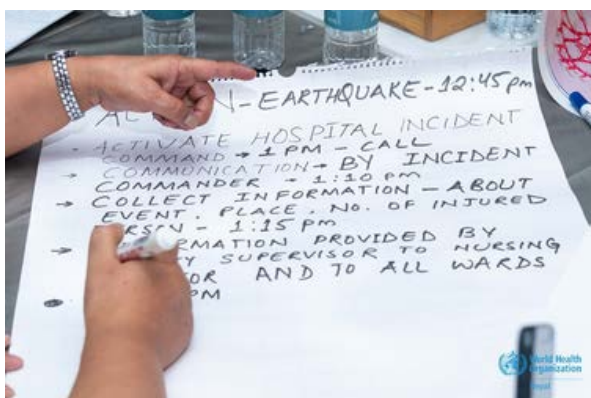 N-EARTHQUAKE-12:45pm
- ACTIVATE HOSPITAL INCIDENT
COMMAND → 1PM - CALL
→ COMMUNICATION → BY INCIDENT
COMMANDER - 1:10 pm
→ COLLECT INFORMATION - ABOUT
EVENT. PLACE. NO. OF INJURED
- 1:15 pm
→ PROVIDED BY
SUPERVISOR TO NURSING
AND TO ALL WARDS
PM
World Health
Organization
Nepal